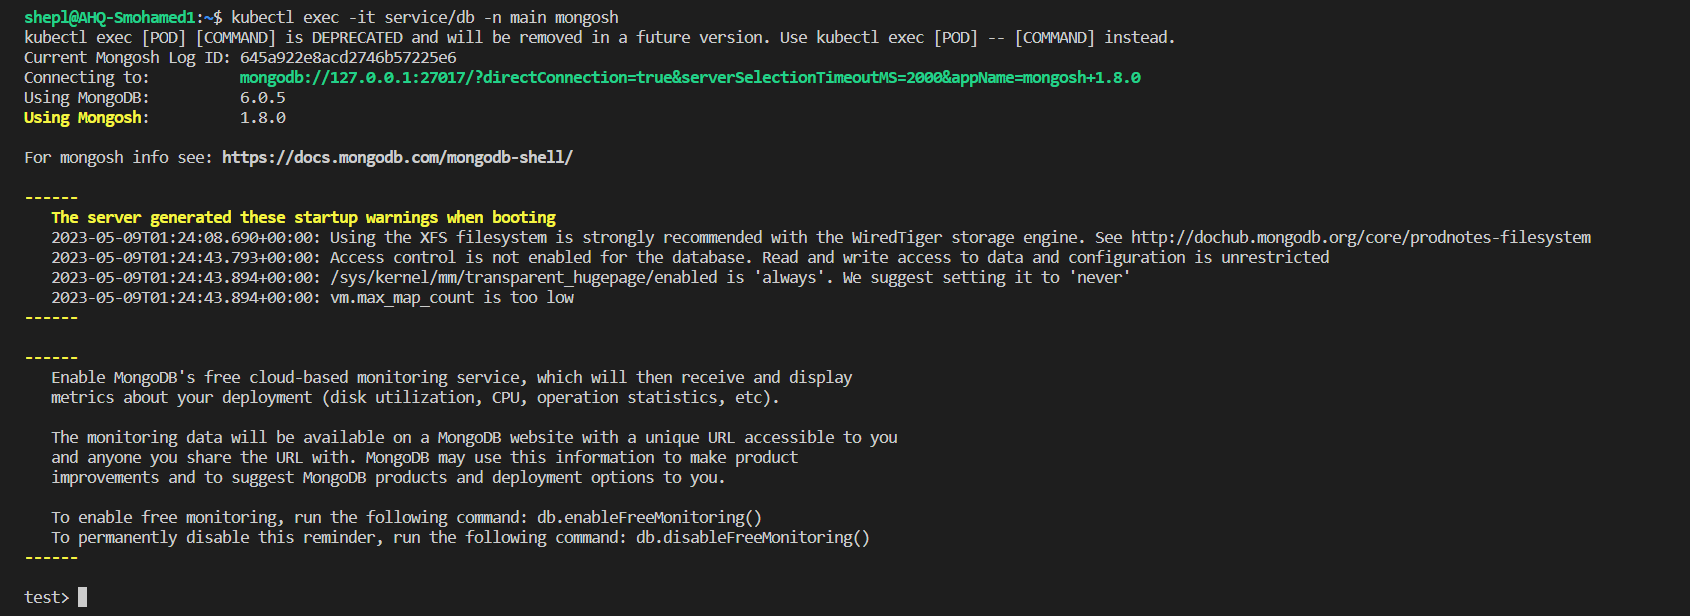 shepl@AHQ-Smohamed1:~$ kubectl exec -it service/db -n main mongosh
kubectl exec [POD] [COMMAND] is DEPRECATED and will be removed in a future version. Use kubectl exec [POD] -- [COMMAND] instead.
Current Mongosh Log ID: 645a922e8acd2746b57225e6
Connecting to: mongodb://127.0.0.1:27017/?directConnection=true&serverSelectionTimeoutMS=2000&appName=mongosh+1.8.0
Using MongoDB: 6.0.5
Using Mongosh: 1.8.0
For mongosh info see: https://docs.mongodb.com/mongodb-shell/
------
The server generated these startup warnings when booting
2023-05-09T01:24:08.690+00:00: Using the XFS filesystem is strongly recommended with the WiredTiger storage engine. See http://dochub.mongodb.org/core/prodnotes-filesystem
2023-05-09T01:24:43.793+00:00: Access control is not enabled for the database. Read and write access to data and configuration is unrestricted
2023-05-09T01:24:43.894+00:00: /sys/kernel/mm/transparent_hugepage/enabled is 'always'. We suggest setting it to 'never'
2023-05-09T01:24:43.894+00:00: vm.max_map_count is too low
------
------
Enable MongoDB's free cloud-based monitoring service, which will then receive and display
metrics about your deployment (disk utilization, CPU, operation statistics, etc).
The monitoring data will be available on a MongoDB website with a unique URL accessible to you
and anyone you share the URL with. MongoDB may use this information to make product
improvements and to suggest MongoDB products and deployment options to you.
To enable free monitoring, run the following command: db.enableFreeMonitoring()
To permanently disable this reminder, run the following command: db.disableFreeMonitoring()
------
test>